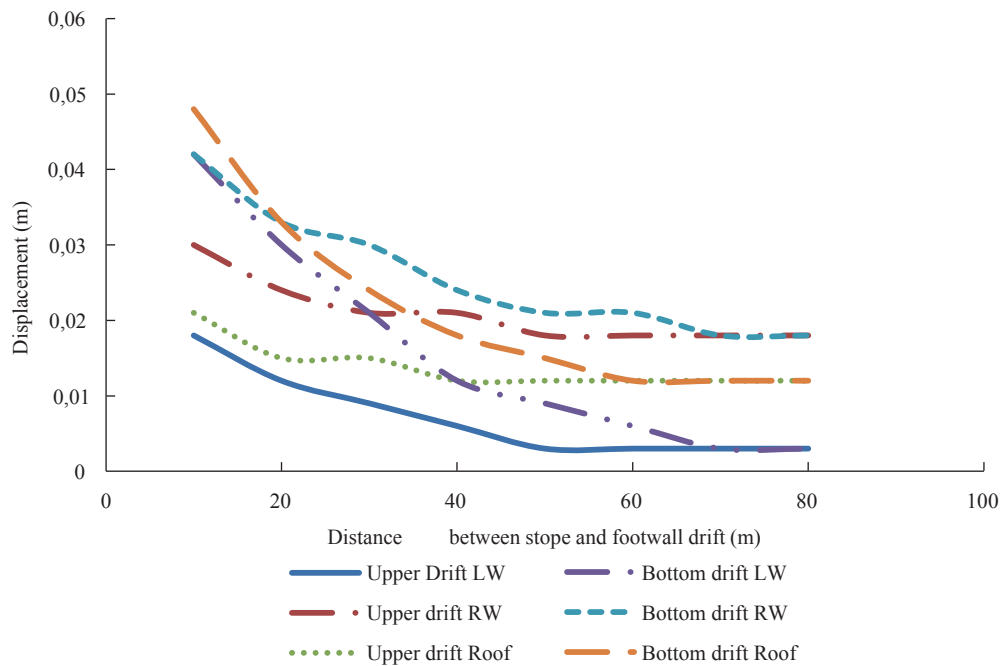 0,06
0,05
0,04
0,03
0,02
0,01
0
Displacement (m)
0 20 40 60 80 100
Distance between stope and footwall drift (m)
Upper Drift LW Bottom drift LW
Upper drift RW Bottom drift RW
Upper drift Roof Bottom drift Roof